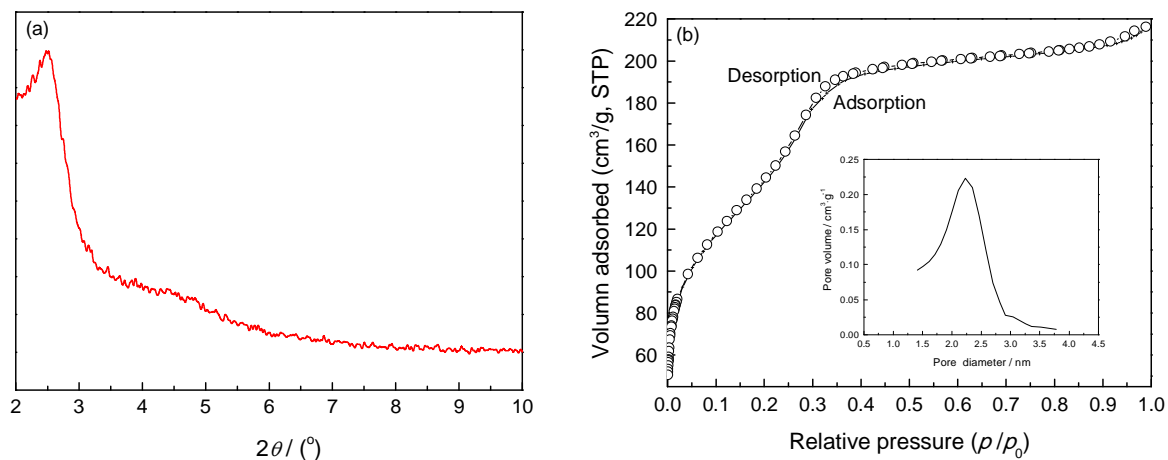 (a)
2 3 4 5 6 7 8 9 10
2θ / (°)
(b)
220
200
180
160
140
120
100
80
60
Volumn adsorbed (cm³/g, STP)
Desorption
Adsorption
0.0 0.1 0.2 0.3 0.4 0.5 0.6 0.7 0.8 0.9 1.0
Relative pressure (p/p₀)
0.25
0.20
0.15
0.10
0.05
0.00
Pore volume / cm³·g⁻¹
0.5 1.0 1.5 2.0 2.5 3.0 3.5 4.0 4.5
Pore diameter / nm